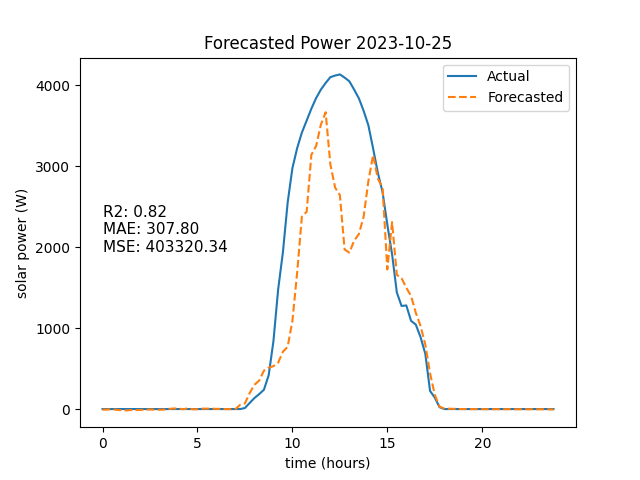 Forecasted Power 2023-10-25
Actual
Forecasted
4000
3000
2000
1000
0
solar power (W)
R2: 0.82
MAE: 307.80
MSE: 403320.34
0 5 10 15 20
time (hours)